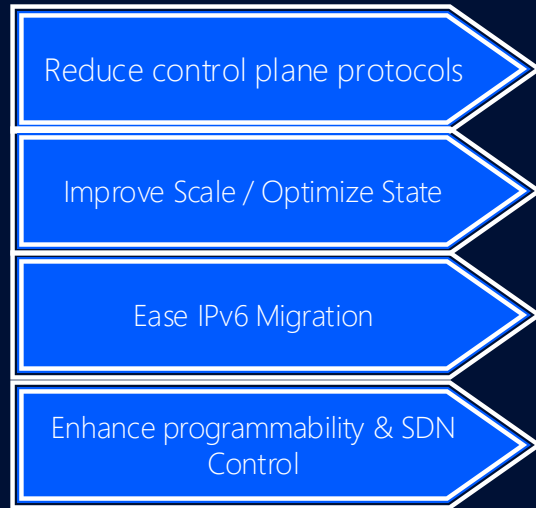 Reduce control plane protocols
Improve Scale / Optimize State
Ease IPv6 Migration
Enhance programmability & SDN
Control